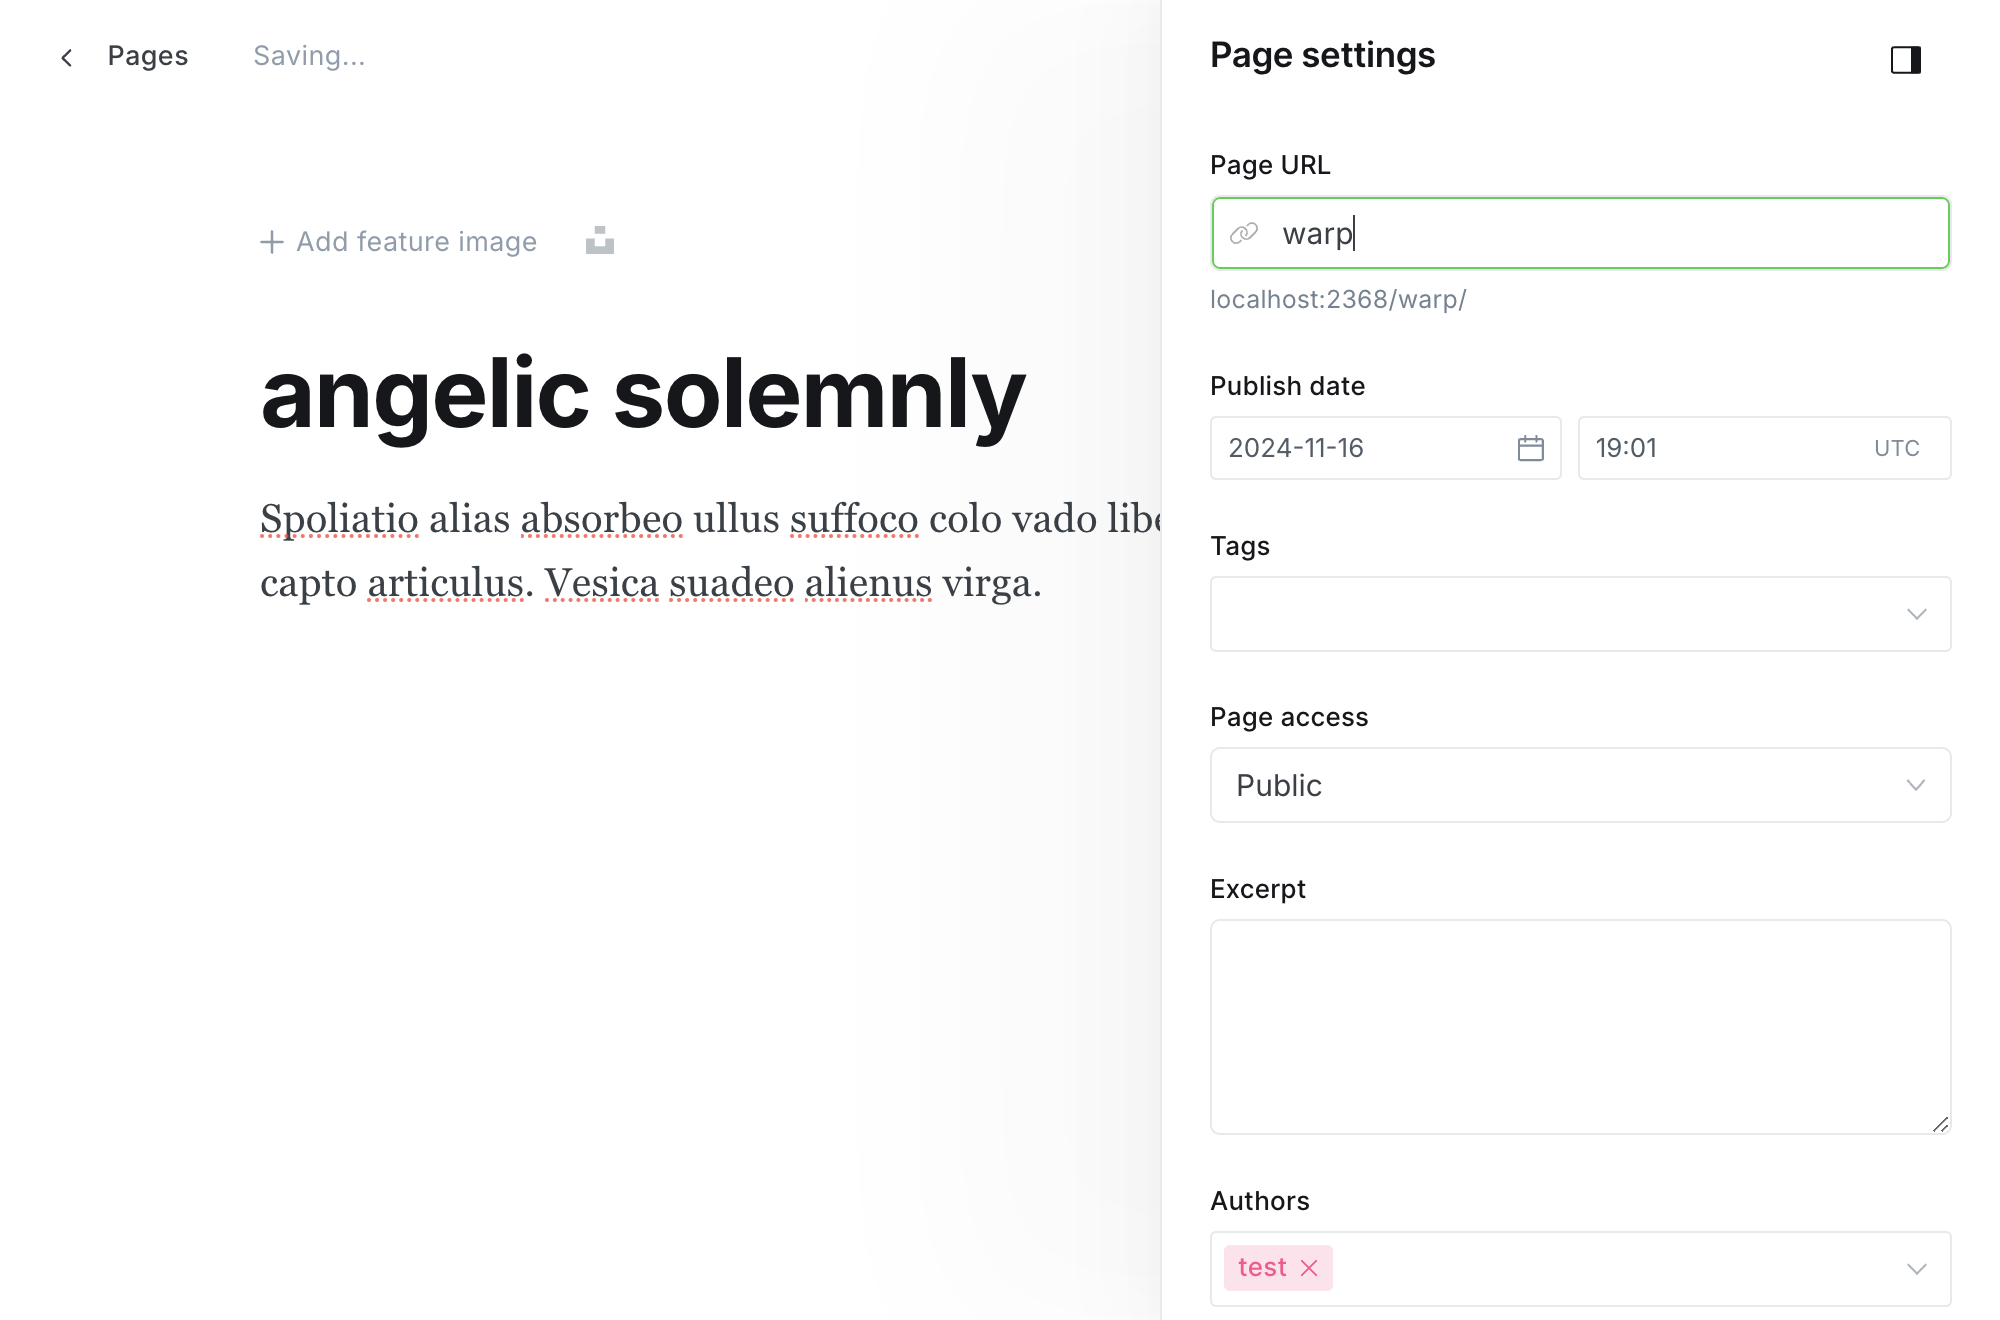 Pages
Saving...
Add feature image
angelic solemnly
Spoliatio alias absorbeo ullus suffoco colo vado
capto articulus. Vesica suadeo alienus virga.
Page settings
Page URL
warp
localhost:2368/warp/
Publish date
2024-11-16
19:01
UTC
Tags
Page access
Public
Excerpt
Authors
test